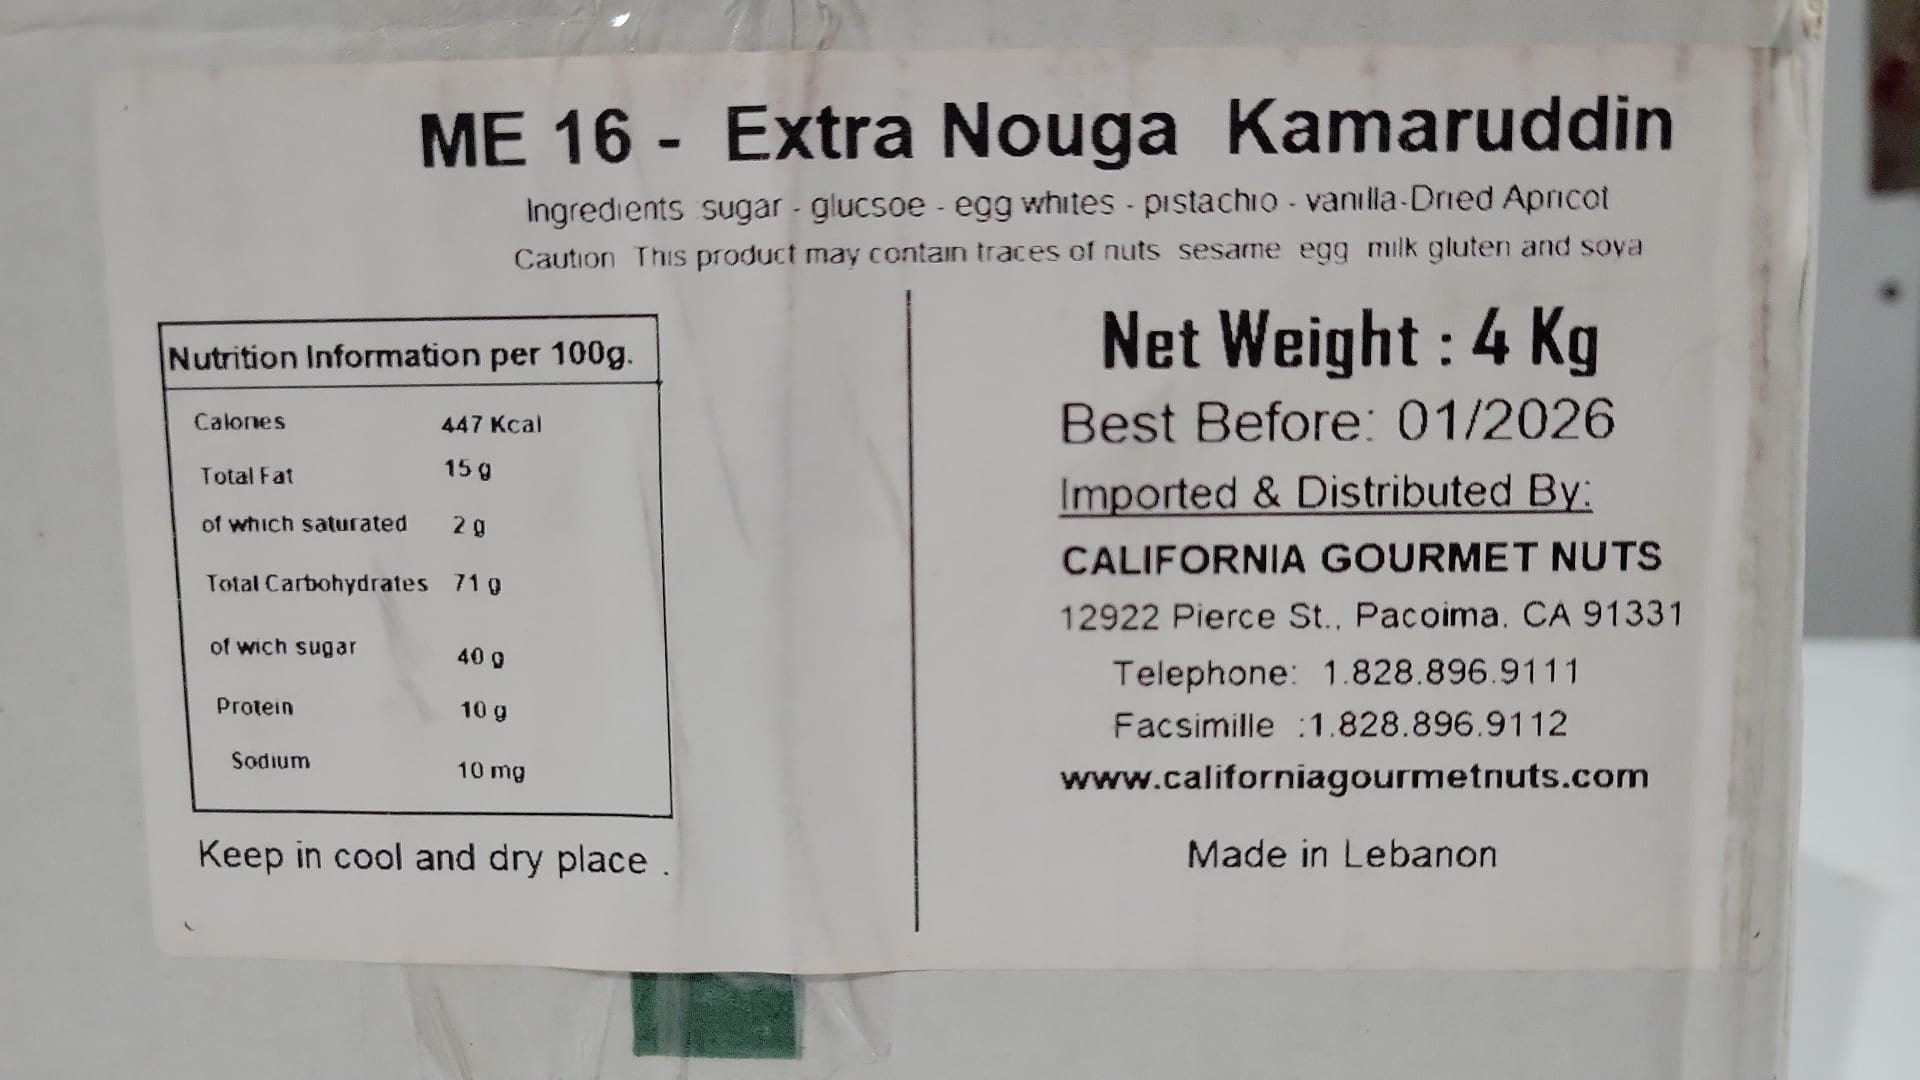 ME 16 - Extra Nouga Kamaruddin
Ingredients sugar - glucsoe - egg whites - pistachio - vanilla-Dried Apricot
Caution This product may contain traces of nuts sesame egg milk gluten and soya
Nutrition Information per 100g.
Calories 447 Kcal
Total Fat 15 g
of which saturated 2 g
Total Carbohydrates 71 g
of wich sugar 40 g
Protein 10 g
Sodium 10 mg
Keep in cool and dry place .
Net Weight : 4 Kg
Best Before: 01/2026
Imported & Distributed By:
CALIFORNIA GOURMET NUTS
12922 Pierce St., Pacoima. CA 91331
Telephone: 1.828.896.9111
Facsimille :1.828.896.9112
www.californiagourmetnuts.com
Made in Lebanon